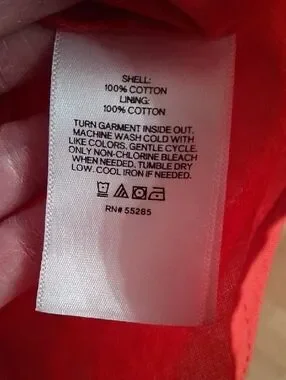 SHELL:
100% COTTON
LINING:
100% COTTON
TURN GARMENT INSIDE OUT.
MACHINE WASH COLD WITH
LIKE COLORS. GENTLE CYCLE.
ONLY NON-CHLORINE BLEACH
WHEN NEEDED. TUMBLE DRY
LOW. COOL IRON IF NEEDED.
RN# 55285